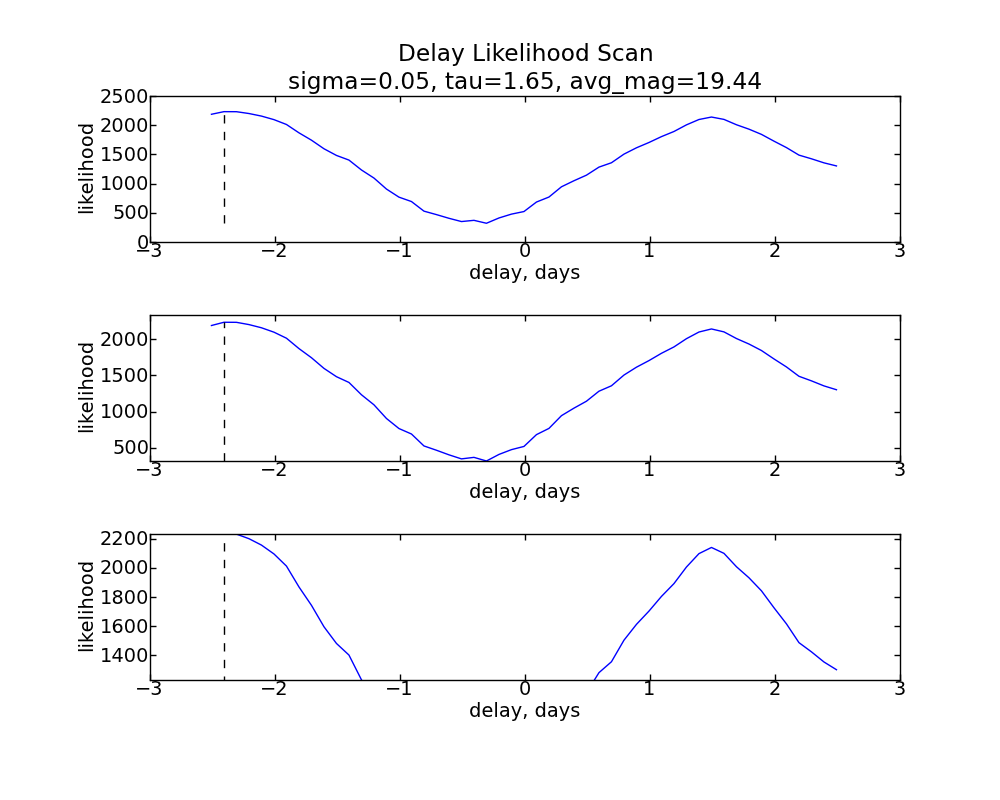 Delay Likelihood Scan
sigma=0.05, tau=1.65, avg_mag=19.44
2500
2000
1500
1000
500
0
likelihood
−3 −2 −1 0 1 2 3
delay, days
2000
1500
1000
500
likelihood
−3 −2 −1 0 1 2 3
delay, days
2200
2000
1800
1600
1400
likelihood
−3 −2 −1 0 1 2 3
delay, days